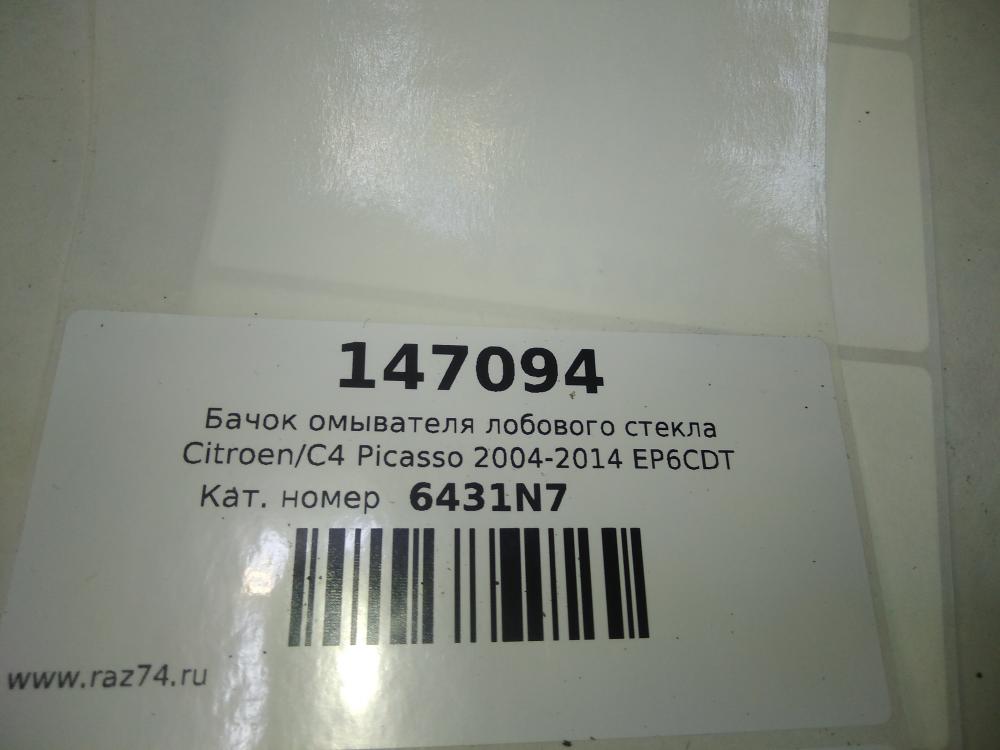 147094
Бачок омывателя лобового стекла
Citroen/C4 Picasso 2004-2014 EP6CDT
Кат. номер 6431N7
www.raz74.ru